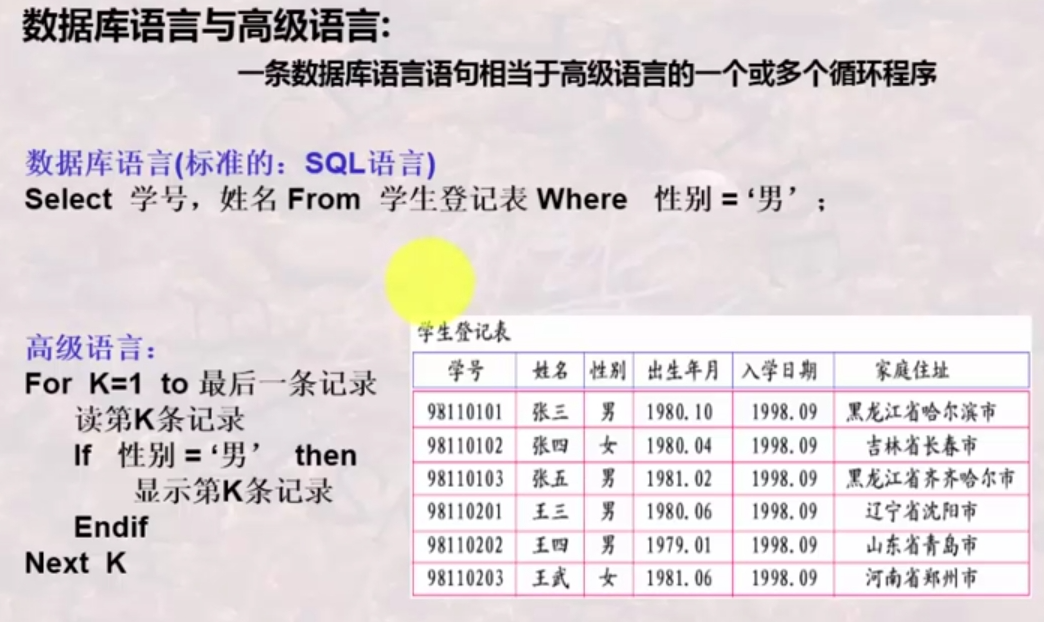 数据库语言与高级语言:
一条数据库语言语句相当于高级语言的一个或多个循环程序
数据库语言(标准的：SQL语言)
Select 学号，姓名 From 学生登记表 Where 性别 = ‘男’ ；
高级语言：
For K=1 to 最后一条记录
读第K条记录
If 性别 = ‘男’ then
显示第K条记录
Endif
Next K
学生登记表
学号 姓名 性别 出生年月 入学日期 家庭住址
98110101 张三 男 1980.10 1998.09 黑龙江省哈尔滨市
98110102 张四 女 1980.04 1998.09 吉林省长春市
98110103 张五 男 1981.02 1998.09 黑龙江省齐齐哈尔市
98110201 王三 男 1980.06 1998.09 辽宁省沈阳市
98110202 王四 男 1979.01 1998.09 山东省青岛市
98110203 王武 女 1981.06 1998.09 河南省郑州市